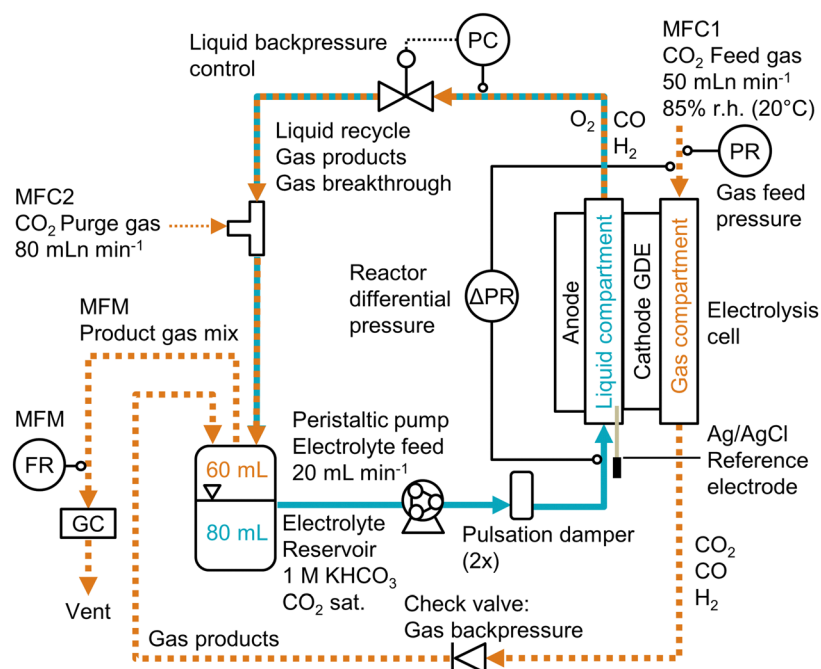 Liquid backpressure
control
PC
MFC1
CO₂ Feed gas
50 mLn min⁻¹
85% r.h. (20°C)
O₂
CO
H₂
PR
Gas feed
pressure
Liquid recycle
Gas products
Gas breakthrough
MFC2
CO₂ Purge gas
80 mLn min⁻¹
Reactor
differential
pressure
ΔPR
Anode
Liquid compartment
Cathode GDE
Gas compartment
Electrolysis
cell
MFM
Product gas mix
MFM
FR
GC
Vent
60 mL
80 mL
Peristaltic pump
Electrolyte feed
20 mL min⁻¹
Electrolyte
Reservoir
1 M KHCO₃
CO₂ sat.
Pulsation damper
(2x)
Ag/AgCl
Reference
electrode
CO₂
CO
H₂
Check valve:
Gas backpressure
Gas products